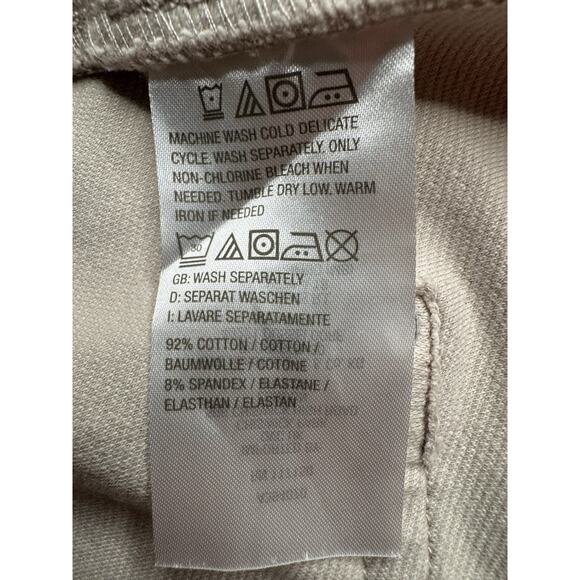 MACHINE WASH COLD DELICATE
CYCLE. WASH SEPARATELY. ONLY
NON-CHLORINE BLEACH WHEN
NEEDED. TUMBLE DRY LOW. WARM
IRON IF NEEDED
30
GB: WASH SEPARATELY
D: SEPARAT WASCHEN
I: LAVARE SEPARATAMENTE
92% COTTON / COTTON /
BAUMWOLLE / COTONE
8% SPANDEX / ELASTANE /
ELASTHAN / ELASTAN